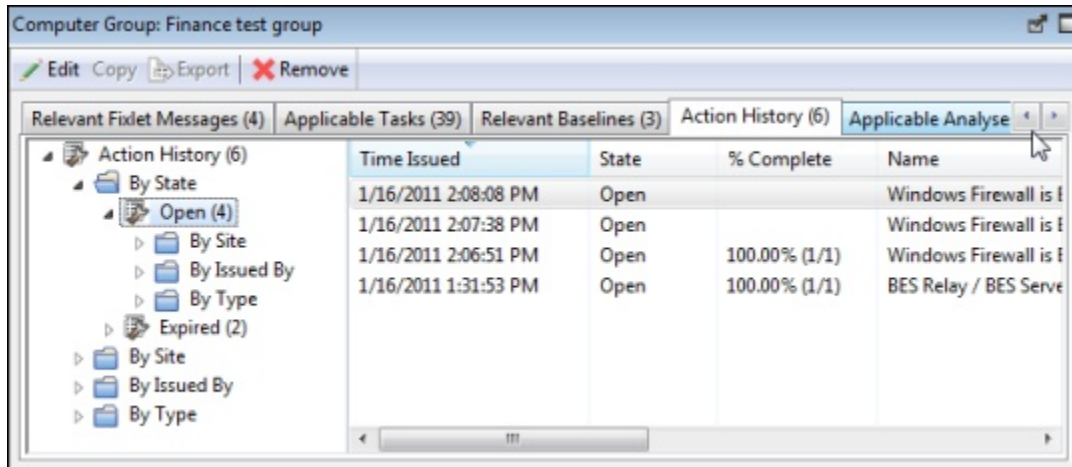 Computer Group: Finance test group
Edit Copy Export Remove
Relevant Fixlet Messages (4) Applicable Tasks (39) Relevant Baselines (3) Action History (6) Applicable Analyse
Action History (6)
By State
Open (4)
By Site
By Issued By
By Type
Expired (2)
By Site
By Issued By
By Type
Time Issued State % Complete Name
1/16/2011 2:08:08 PM Open Windows Firewall is
1/16/2011 2:07:38 PM Open Windows Firewall is
1/16/2011 2:06:51 PM Open 100.00% (1/1) Windows Firewall is
1/16/2011 1:31:53 PM Open 100.00% (1/1) BES Relay / BES Serve